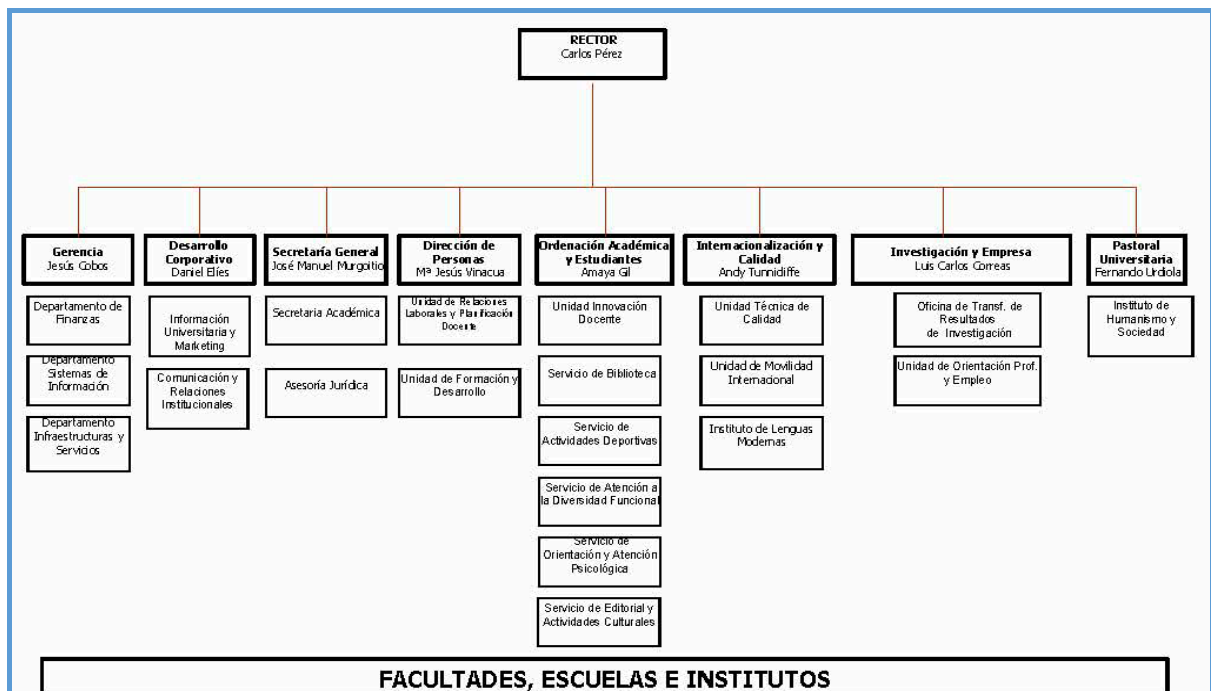 RECTOR
Carlos Pérez
Gerencia
Jesús Cobos
Desarrollo
Corporativo
Daniel Elíes
Secretaría General
José Manuel Murgoitio
Dirección de
Personas
Mª Jesús Vinacua
Ordenación Académica
y Estudiantes
Amaya Gil
Internacionalización y
Calidad
Andy Tunnidiffe
Investigación y Empresa
Luis Carlos Correas
Pastoral
Universitaria
Fernando Urdiola
Departamento de
Finanzas
Departamento
Sistemas de
Información
Departamento
Infraestructuras y
Servicios
Información
Universitaria y
Marketing
Comunicación y
Relaciones
Institucionales
Secretaria Académica
Asesoría Jurídica
Unidad de Relaciones
Laborales y Planificación
Docente
Unidad de Formación y
Desarrollo
Unidad Innovación
Docente
Servicio de Biblioteca
Servicio de
Actividades Deportivas
Servicio de Atención a
la Diversidad Funcional
Servicio de
Orientación y Atención
Psicológica
Servicio de Editorial y
Actividades Culturales
Unidad Técnica de
Calidad
Unidad de Movilidad
Internacional
Instituto de Lenguas
Modernas
Oficina de Transf. de
Resultados
de Investigación
Unidad de Orientación Prof.
y Empleo
Instituto de
Humanismo y
Sociedad
FACULTADES, ESCUELAS E INSTITUTOS